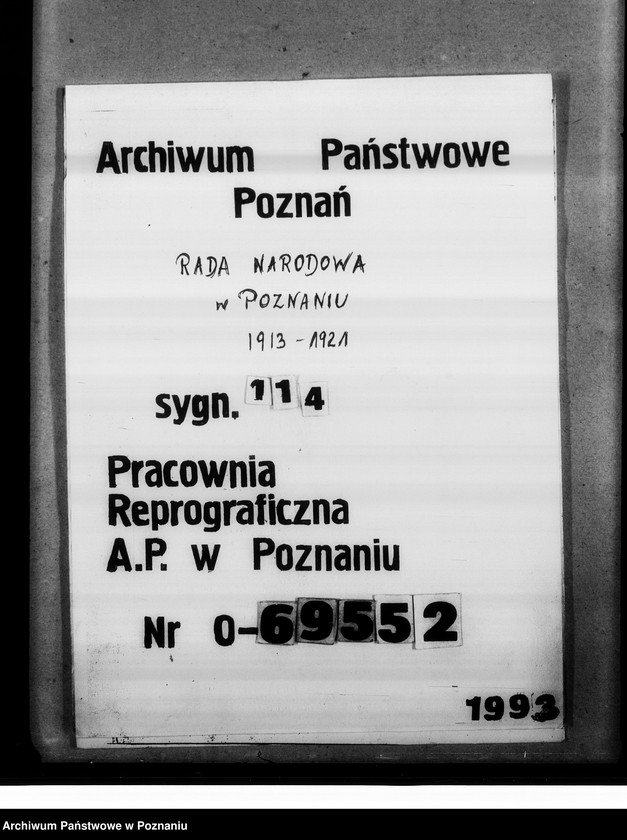 Archiwum Państwowe
Poznań
RADA NARODOWA
w POZNANIU
1913-1921
sygn. 114
Pracownia
Reprograficzna
A.P. w Poznaniu
Nr 0-69552
1993
Archiwum Państwowe w Poznaniu